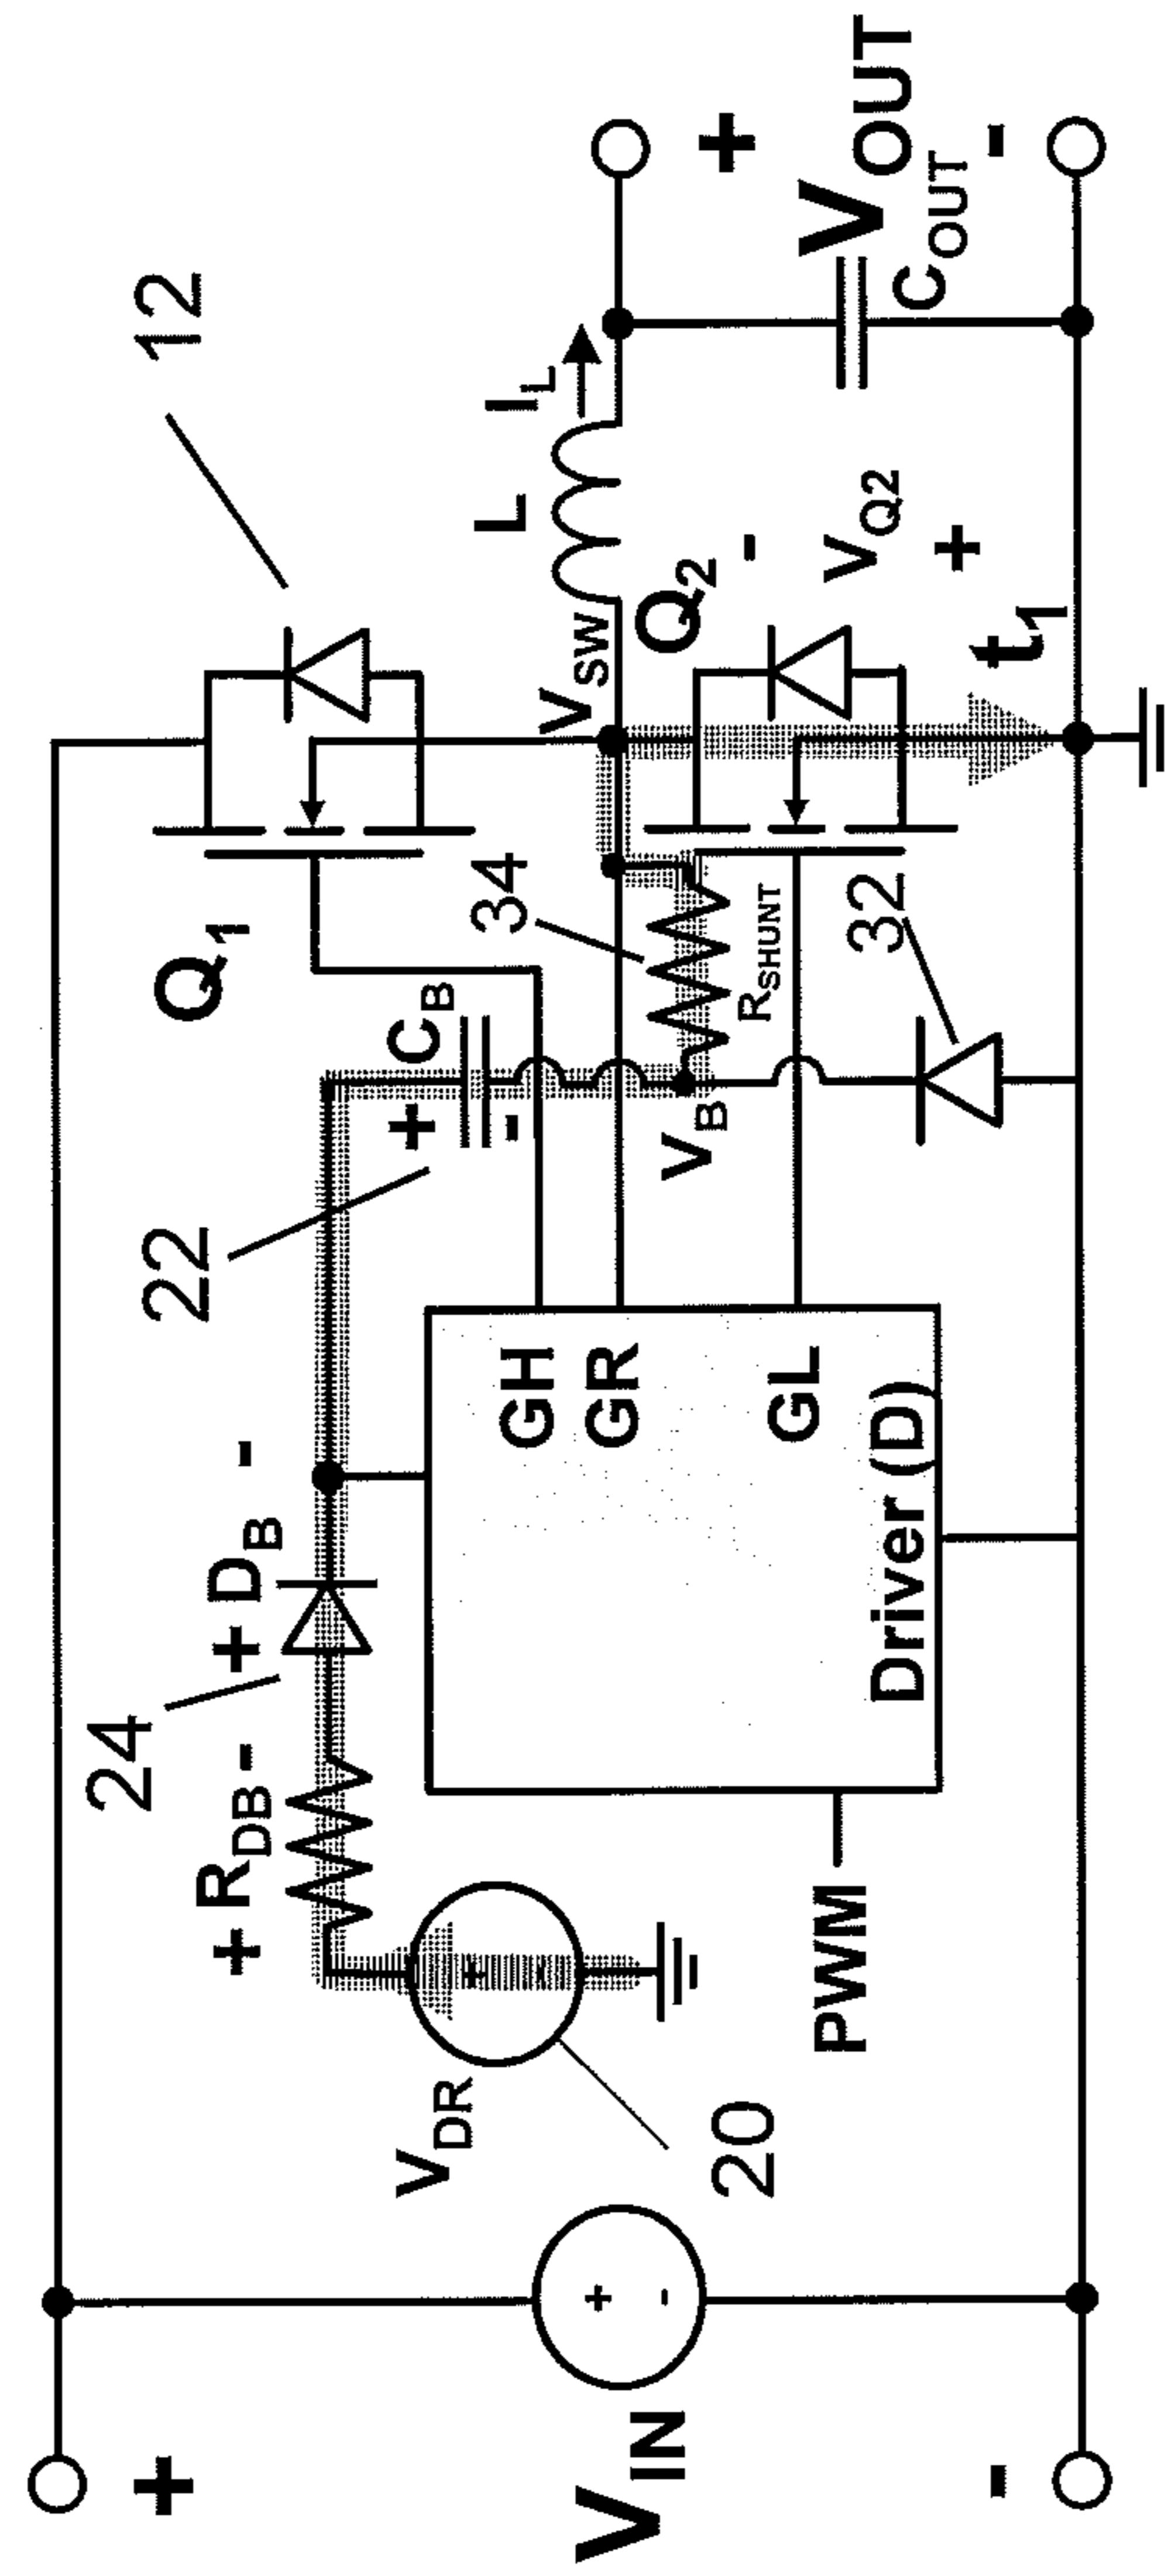 12
Q1
22
24
+ RDB -
+ DB -
+ CB -
VDR
+
-
20
34
VSW
L
IL
+
VIN
+
-
-
GH
GR
GL
Driver (D)
PWM
VB
RSHUNT
32
Q2
-
VQ2
+
t1
+
VOUT
-
COUT